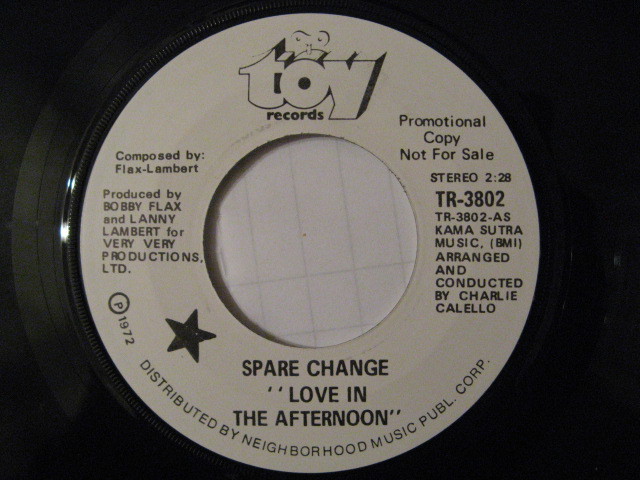 toy
records
Promotional
Copy
Not For Sale
Composed by:
Flax-Lambert
STEREO 2:28
TR-3802
TR-3802-AS
KAMA SUTRA
MUSIC, (BMI)
ARRANGED
AND
CONDUCTED
BY CHARLIE
CALELLO
Produced by
BOBBY FLAX
and LANNY
LAMBERT for
VERY VERY
PRODUCTIONS,
LTD.
Ⓟ1972
SPARE CHANGE
''LOVE IN
THE AFTERNOON''
DISTRIBUTED BY NEIGHBORHOOD MUSIC PUBL. CORP.